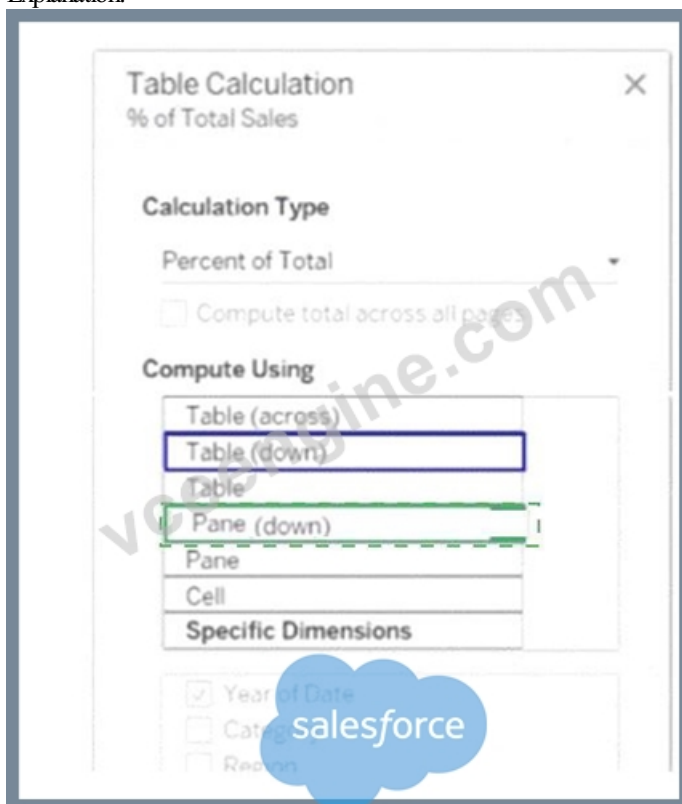 Explanation:
Table Calculation
% of Total Sales
Calculation Type
Percent of Total
Compute total across all pages
Compute Using
Table (across)
Table (down)
Table
Pane (down)
Pane
Cell
Specific Dimensions
Year of Date
Category
Region
salesforce
vceengine.com